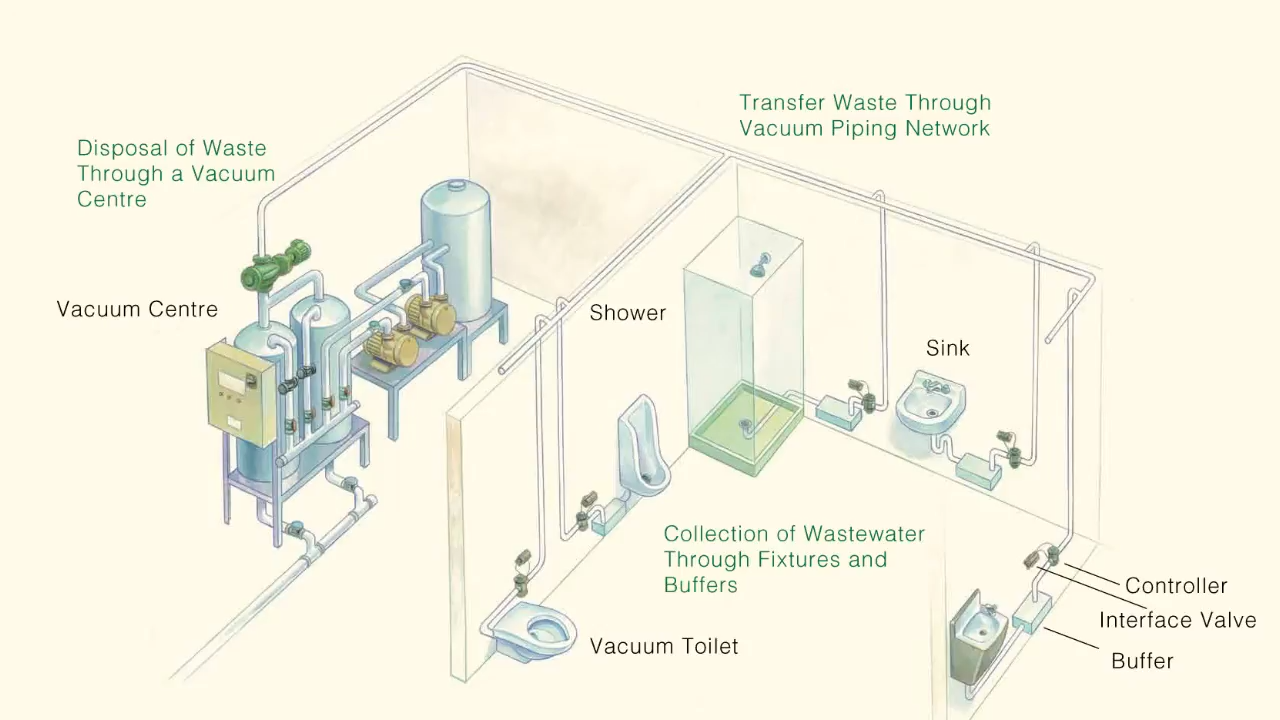 Transfer Waste Through
Vacuum Piping Network
Disposal of Waste
Through a Vacuum
Centre
Vacuum Centre
Shower
Sink
Collection of Wastewater
Through Fixtures and
Buffers
Controller
Interface Valve
Vacuum Toilet
Buffer